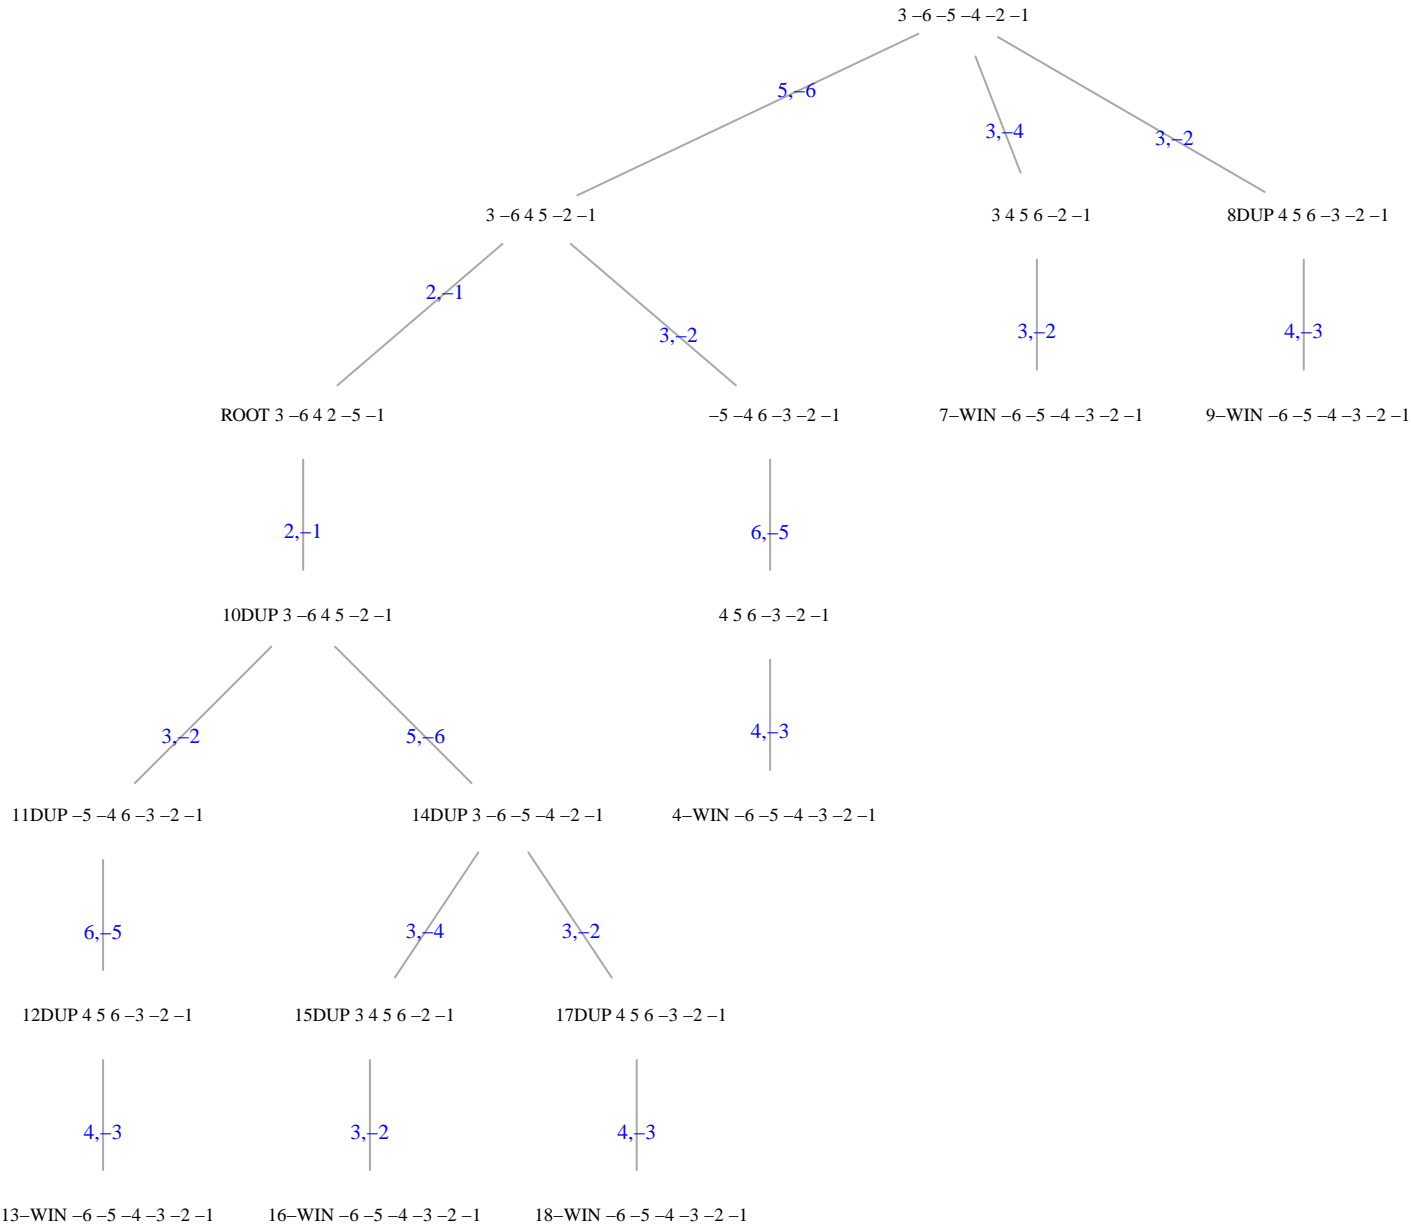 3 –6 –5 –4 –2 –1
5,–6
3,–4
3,–2
3 –6 4 5 –2 –1
3 4 5 6 –2 –1
8DUP 4 5 6 –3 –2 –1
2,–1
3,–2
3,–2
4,–3
ROOT 3 –6 4 2 –5 –1
–5 –4 6 –3 –2 –1
7–WIN –6 –5 –4 –3 –2 –1
9–WIN –6 –5 –4 –3 –2 –1
2,–1
6,–5
10DUP 3 –6 4 5 –2 –1
4 5 6 –3 –2 –1
3,–2
5,–6
4,–3
11DUP –5 –4 6 –3 –2 –1
14DUP 3 –6 –5 –4 –2 –1
4–WIN –6 –5 –4 –3 –2 –1
6,–5
3,–4
3,–2
12DUP 4 5 6 –3 –2 –1
15DUP 3 4 5 6 –2 –1
17DUP 4 5 6 –3 –2 –1
4,–3
3,–2
4,–3
13–WIN –6 –5 –4 –3 –2 –1
16–WIN –6 –5 –4 –3 –2 –1
18–WIN –6 –5 –4 –3 –2 –1